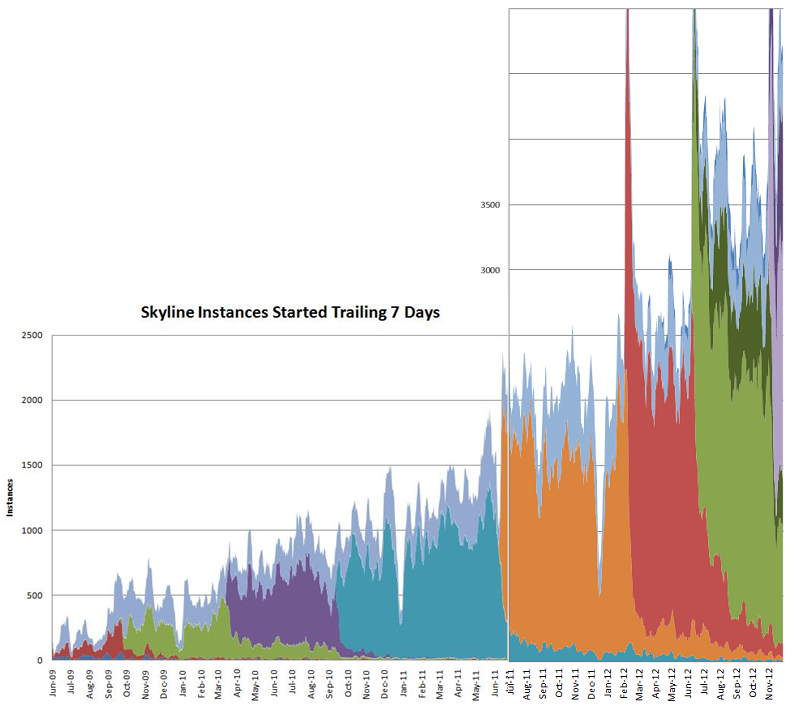 3500
3000
Skyline Instances Started Trailing 7 Days
2500
2000
1500
1000
500
0
Instances
Jun-09
Jul-09
Aug-09
Sep-09
Oct-09
Nov-09
Dec-09
Jan-10
Feb-10
Mar-10
Apr-10
May-10
Jun-10
Jul-10
Aug-10
Sep-10
Oct-10
Nov-10
Dec-10
Jan-11
Feb-11
Mar-11
Apr-11
May-11
Jun-11
Jul-11
Aug-11
Sep-11
Oct-11
Nov-11
Dec-11
Jan-12
Feb-12
Mar-12
Apr-12
May-12
Jun-12
Jul-12
Aug-12
Sep-12
Oct-12
Nov-12